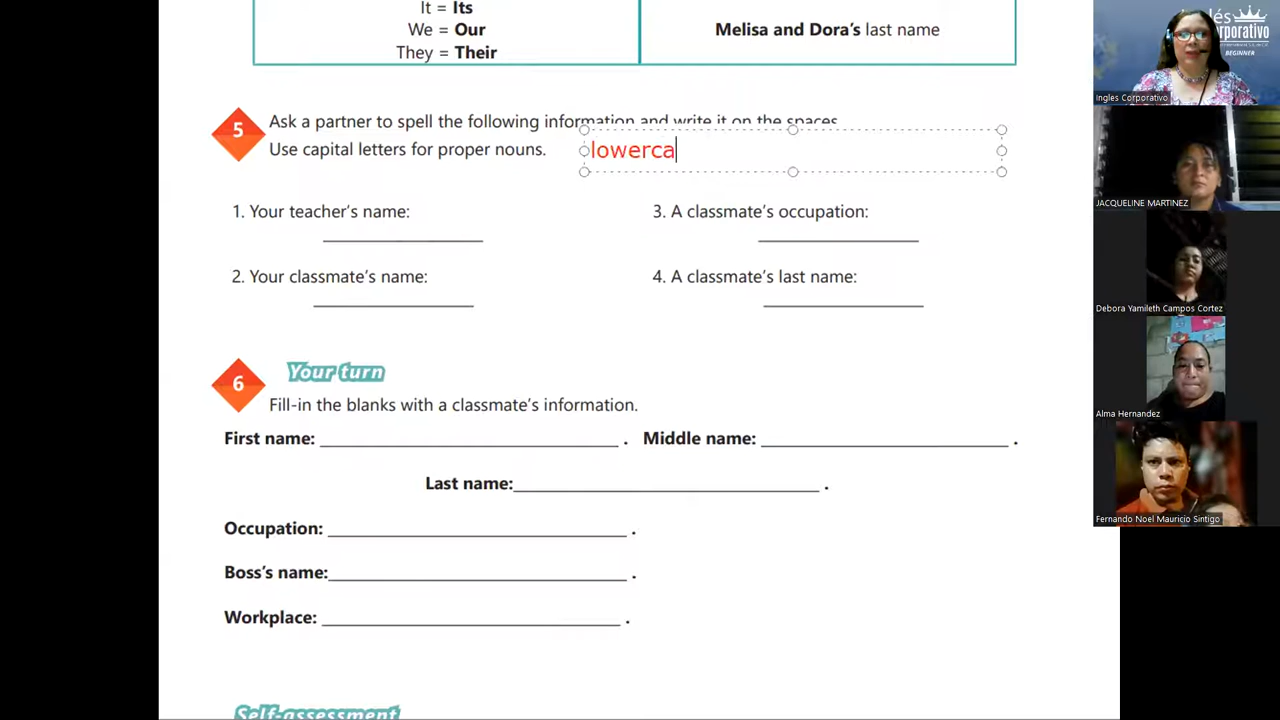 It = Its
We = Our
They = Their
Melisa and Dora's last name
5
Ask a partner to spell the following information and write it on the spaces.
Use capital letters for proper nouns.
lowerca
1. Your teacher's name:
3. A classmate's occupation:
2. Your classmate's name:
4. A classmate's last name:
6
Your turn
Fill-in the blanks with a classmate's information.
First name: . Middle name: .
Last name: .
Occupation: .
Boss's name: .
Workplace: .
Self-assessment
BEGINNER
Ingles Corporativo
JACQUELINE MARTINEZ
Debora Yamileth Campos Cortez
Alma Hernandez
Fernando Noel Mauricio Sintigo